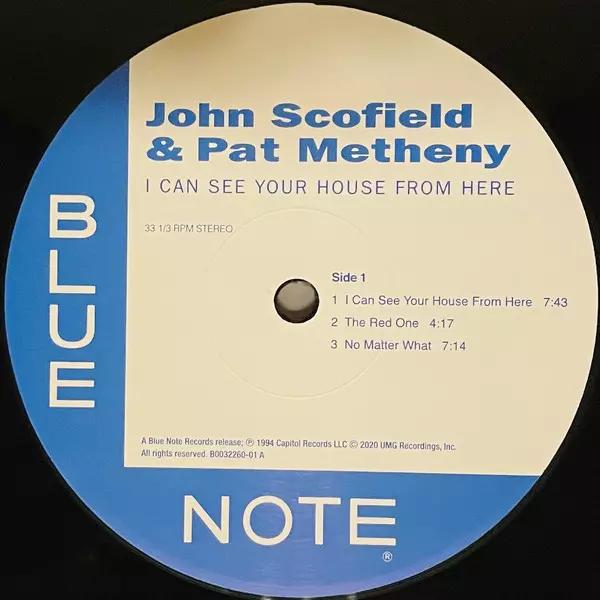 John Scofield
& Pat Metheny
I CAN SEE YOUR HOUSE FROM HERE
33 1/3 RPM STEREO
Side 1
1 I Can See Your House From Here 7:43
2 The Red One 4:17
3 No Matter What 7:14
A Blue Note Records release; ℗ 1994 Capitol Records LLC © 2020 UMG Recordings, Inc.
All rights reserved. B0032260-01 A
BLUE
NOTE®